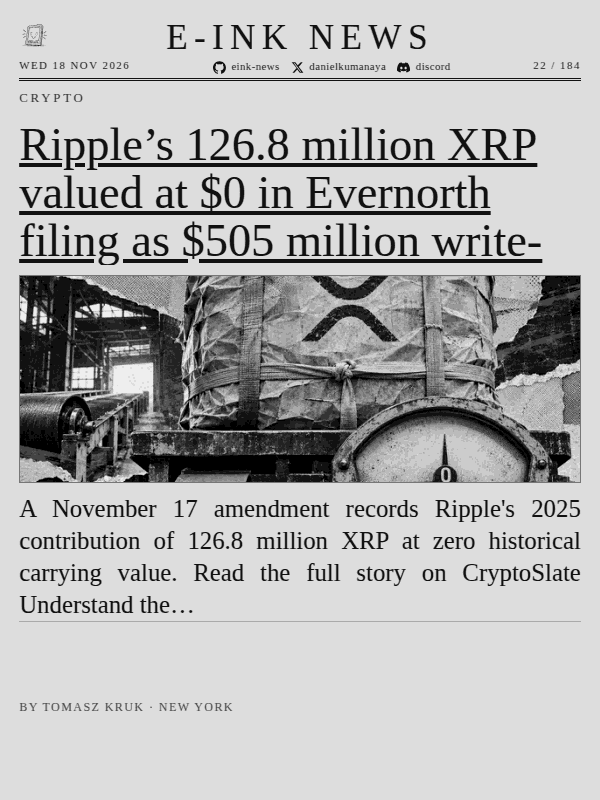 E-INK NEWS
WED 18 NOV 2026
eink-news danielkumanaya discord
22 / 184
CRYPTO
Ripple’s 126.8 million XRP
valued at $0 in Evernorth
filing as $505 million write-
0
A November 17 amendment records Ripple's 2025
contribution of 126.8 million XRP at zero historical
carrying value. Read the full story on CryptoSlate
Understand the…
BY TOMASZ KRUK · NEW YORK